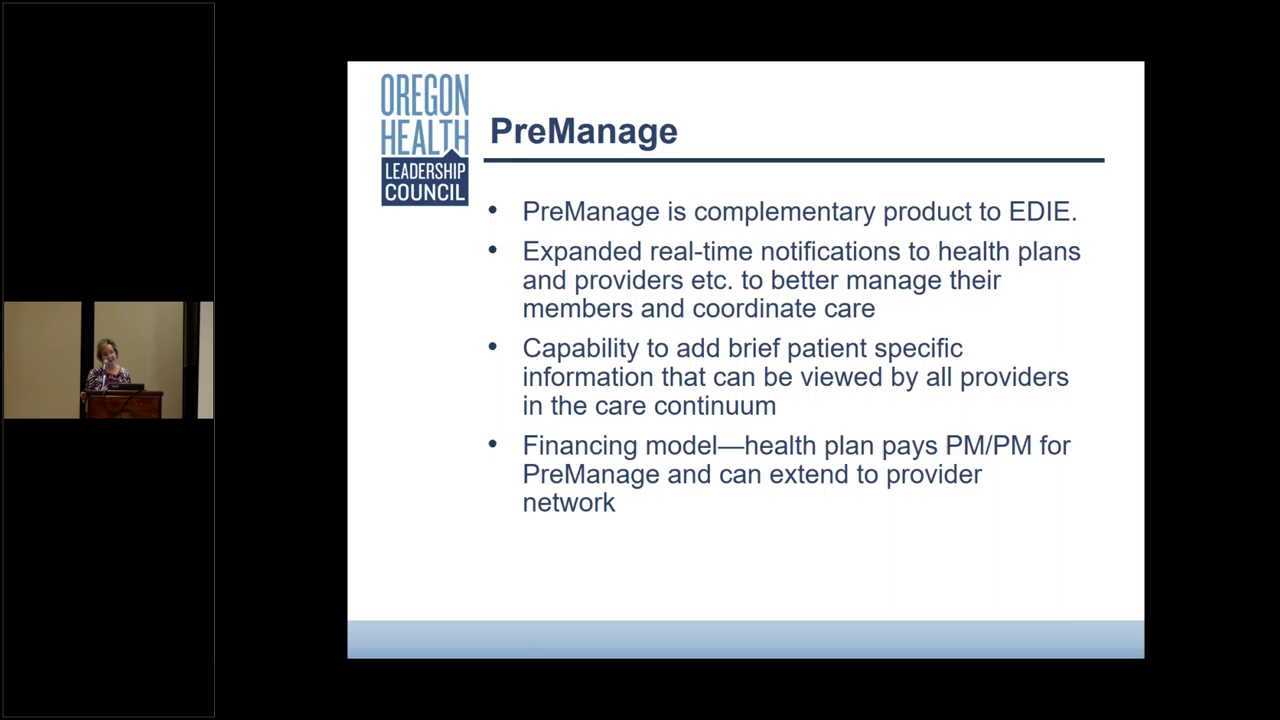 OREGON
HEALTH
LEADERSHIP
COUNCIL
PreManage
• PreManage is complementary product to EDIE.
• Expanded real-time notifications to health plans
and providers etc. to better manage their
members and coordinate care
• Capability to add brief patient specific
information that can be viewed by all providers
in the care continuum
• Financing model—health plan pays PM/PM for
PreManage and can extend to provider
network